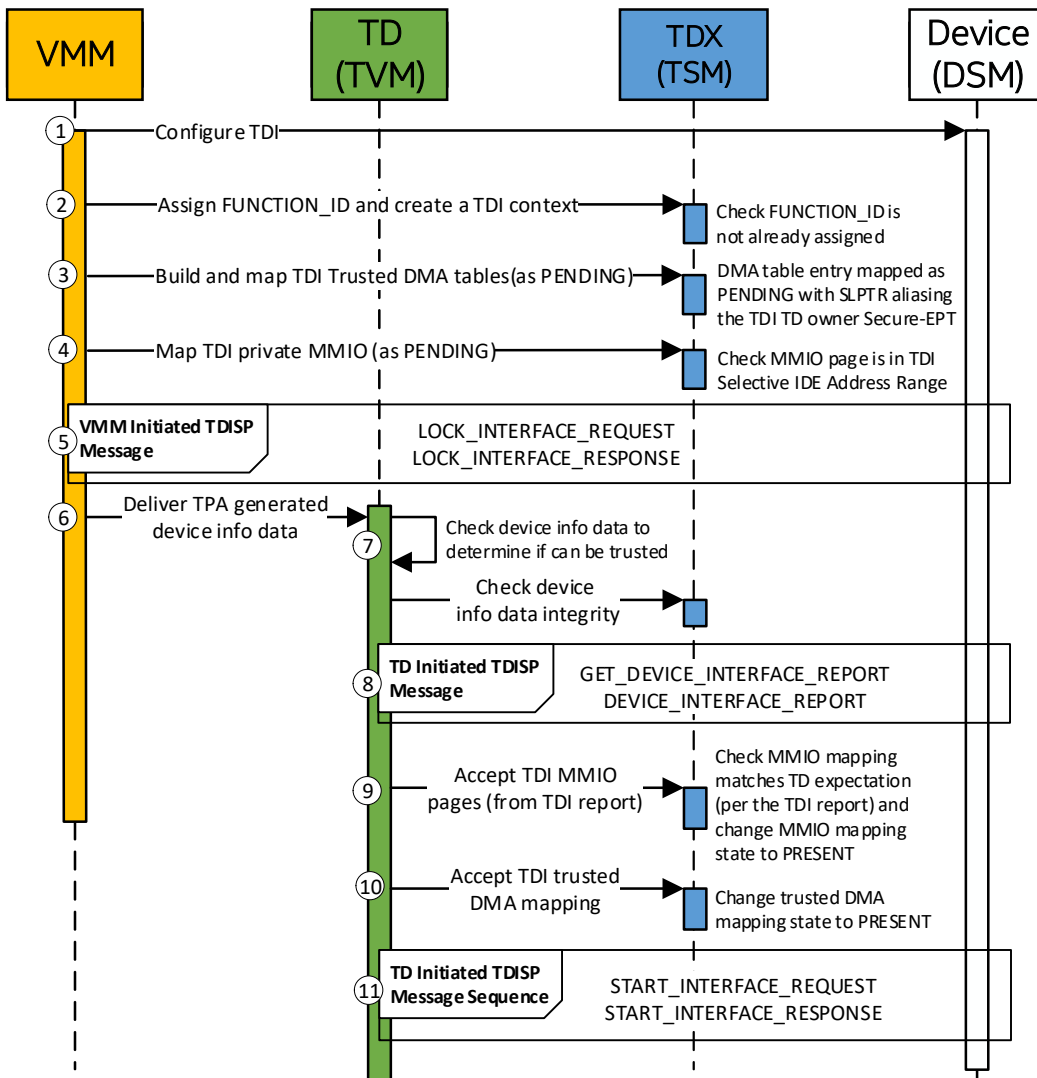 VMM
TD
(TVM)
TDX
(TSM)
Device
(DSM)
1
Configure TDI
2
Assign FUNCTION_ID and create a TDI context
Check FUNCTION_ID is
not already assigned
3
Build and map TDI Trusted DMA tables(as PENDING)
DMA table entry mapped as
PENDING with SLPTR aliasing
the TDI TD owner Secure-EPT
4
Map TDI private MMIO (as PENDING)
Check MMIO page is in TDI
Selective IDE Address Range
5
VMM Initiated TDISP
Message
LOCK_INTERFACE_REQUEST
LOCK_INTERFACE_RESPONSE
6
Deliver TPA generated
device info data
7
Check device info data to
determine if can be trusted
Check device
info data integrity
8
TD Initiated TDISP
Message
GET_DEVICE_INTERFACE_REPORT
DEVICE_INTERFACE_REPORT
9
Accept TDI MMIO
pages (from TDI report)
Check MMIO mapping
matches TD expectation
(per the TDI report) and
change MMIO mapping
state to PRESENT
10
Accept TDI trusted
DMA mapping
Change trusted DMA
mapping state to PRESENT
11
TD Initiated TDISP
Message Sequence
START_INTERFACE_REQUEST
START_INTERFACE_RESPONSE